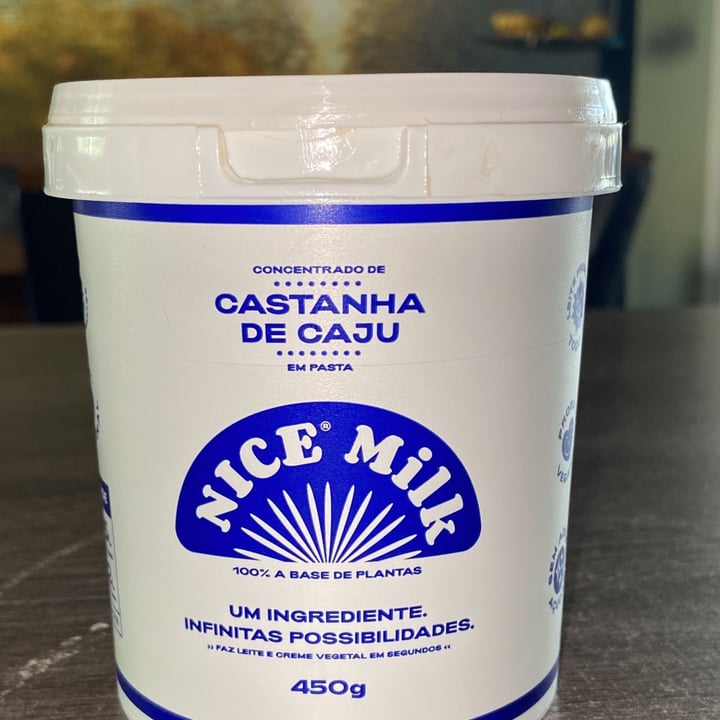 CONCENTRADO DE
CASTANHA
DE CAJU
EM PASTA
NICE® Milk
100% A BASE DE PLANTAS
UM INGREDIENTE.
INFINITAS POSSIBILIDADES.
>> FAZ LEITE E CREME VEGETAL EM SEGUNDOS <<
450g